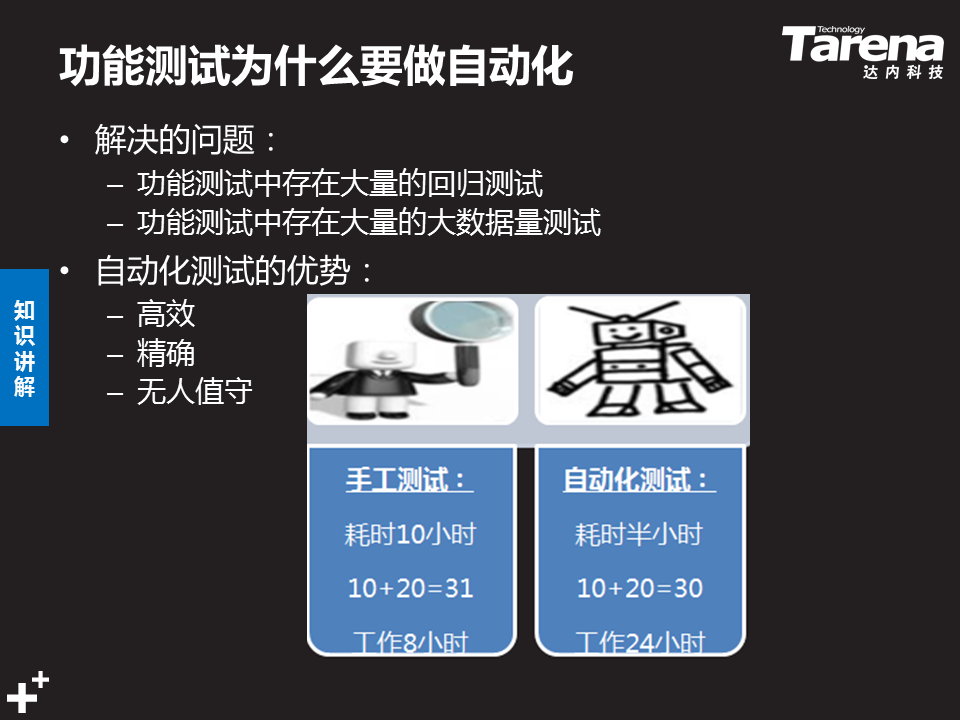 功能测试为什么要做自动化
Technology
Tarena
达内科技
• 解决的问题：
– 功能测试中存在大量的回归测试
– 功能测试中存在大量的大数据量测试
• 自动化测试的优势：
– 高效
– 精确
– 无人值守
知识讲解
手工测试：
耗时10小时
10+20=31
工作8小时
自动化测试：
耗时半小时
10+20=30
工作24小时